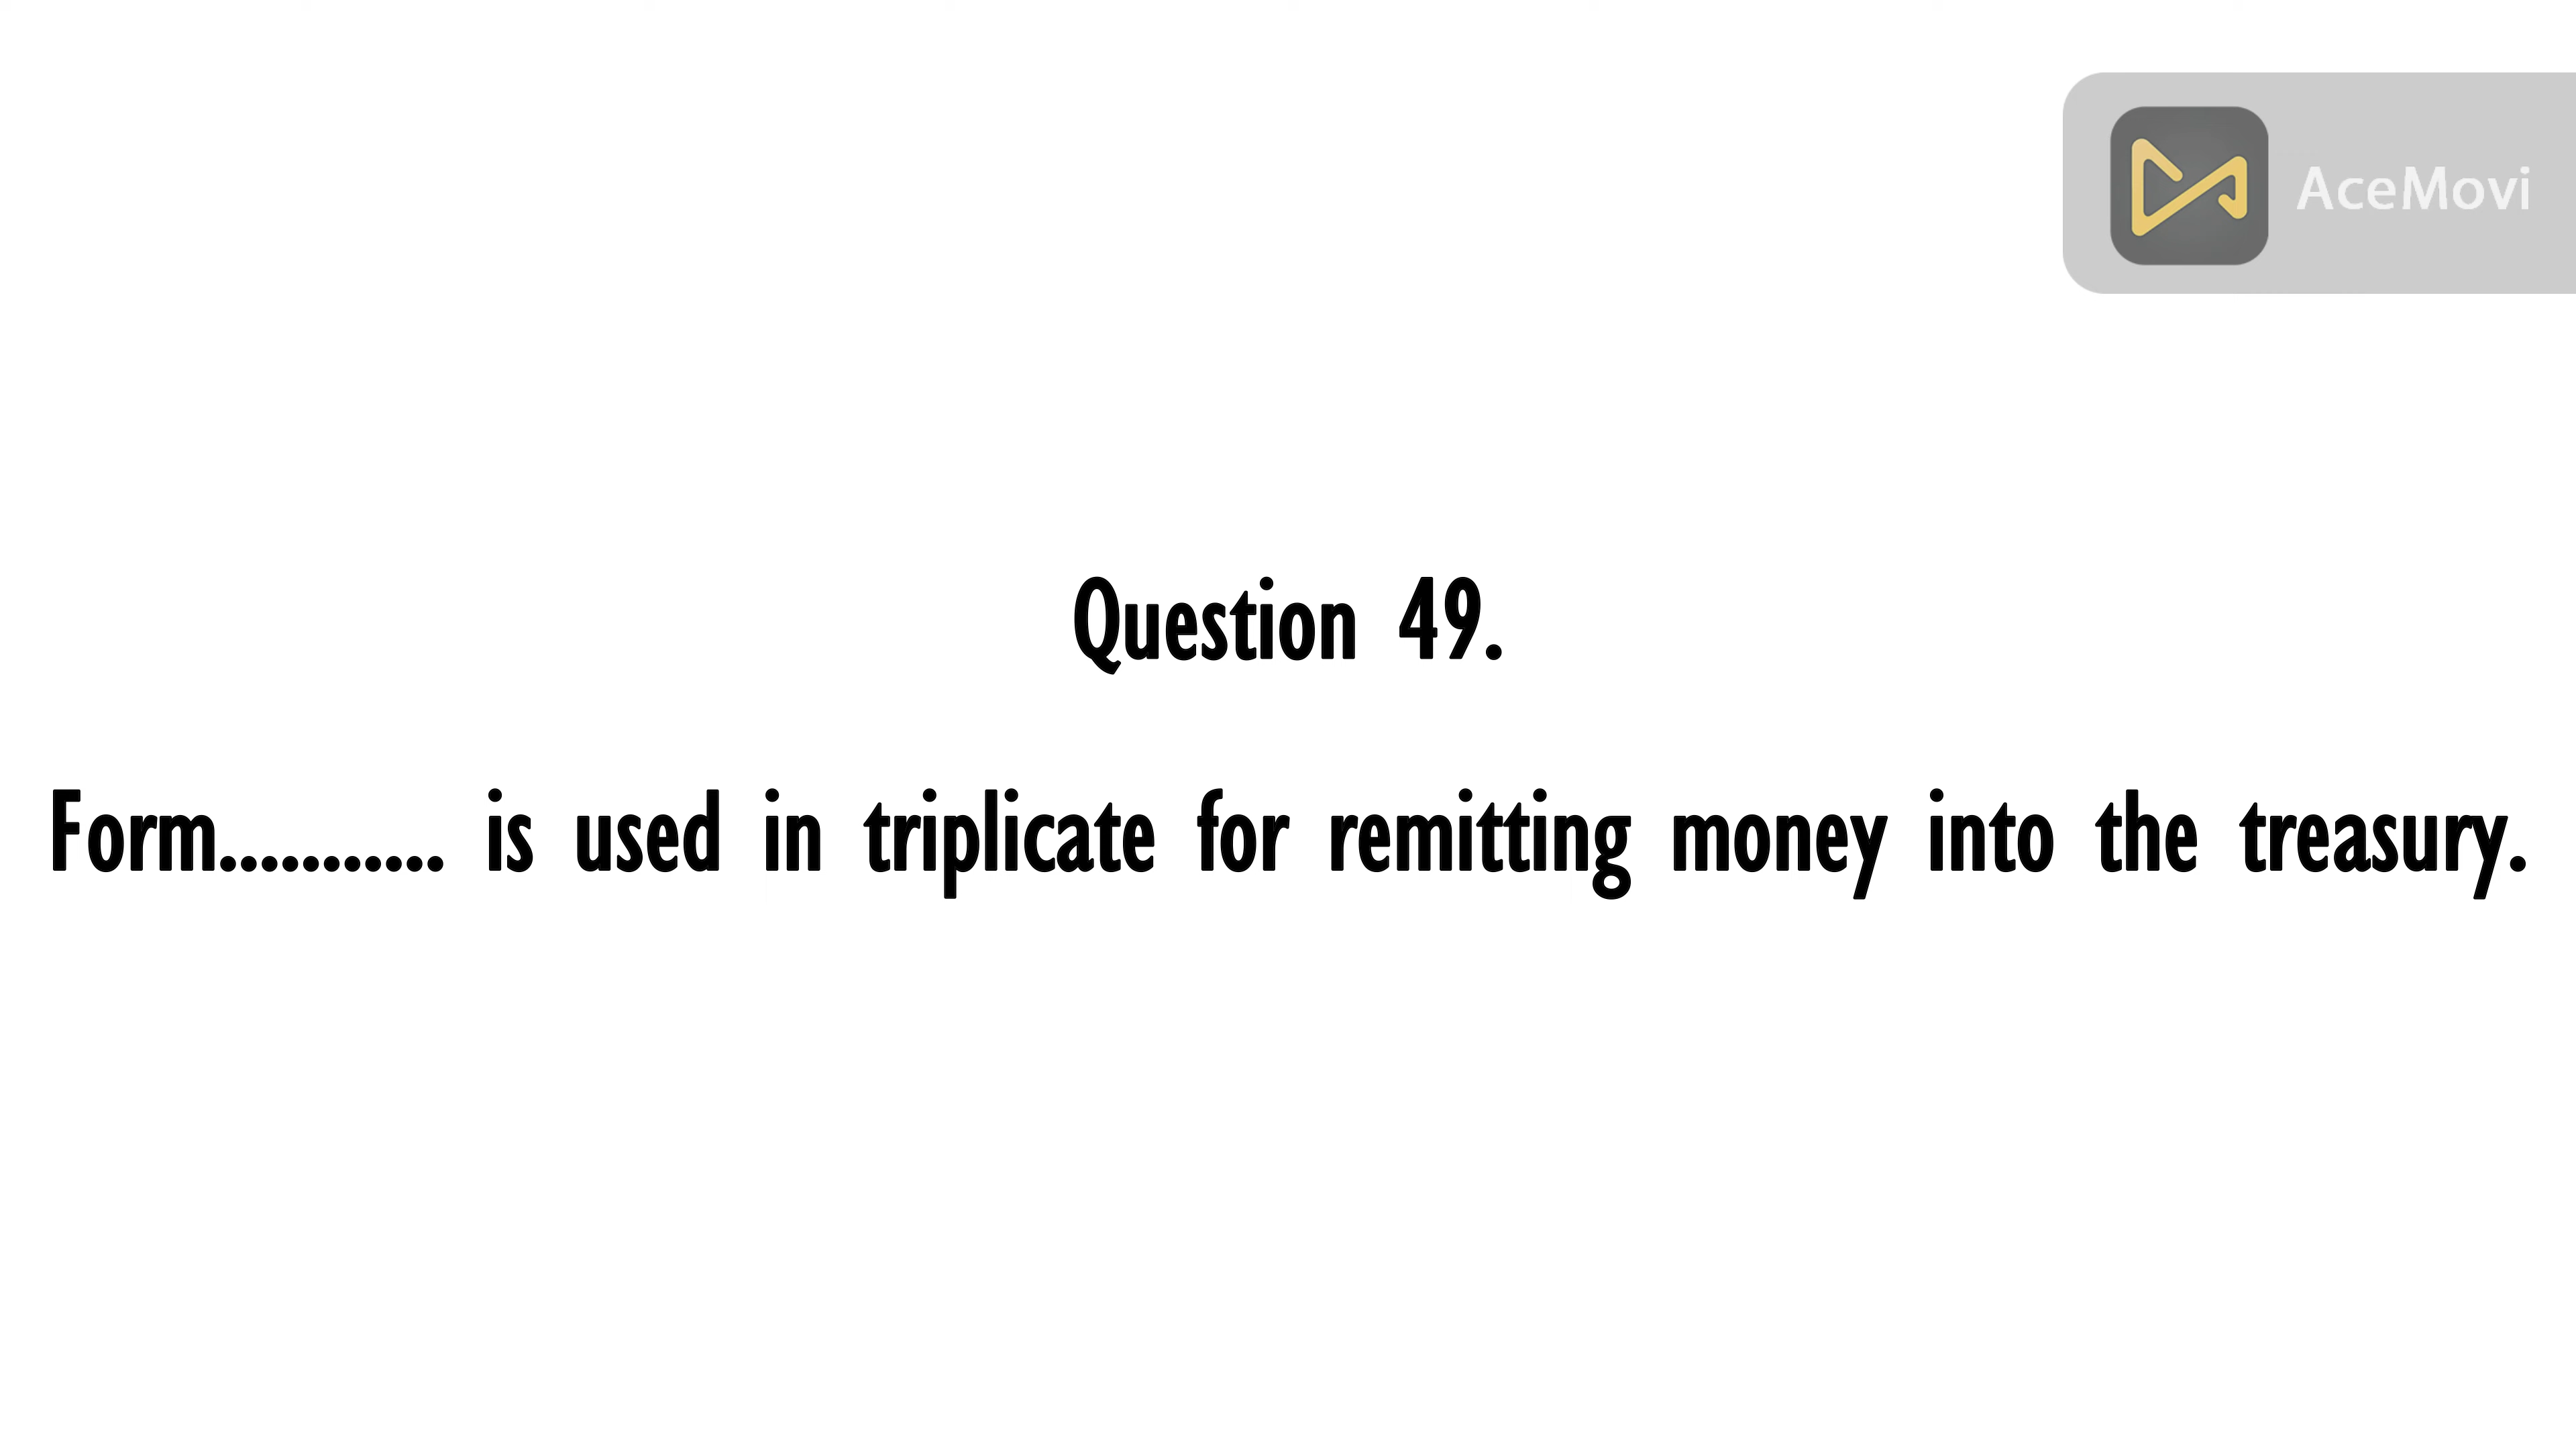 AceMovi
Question 49.
Form........... is used in triplicate for remitting money into the treasury.